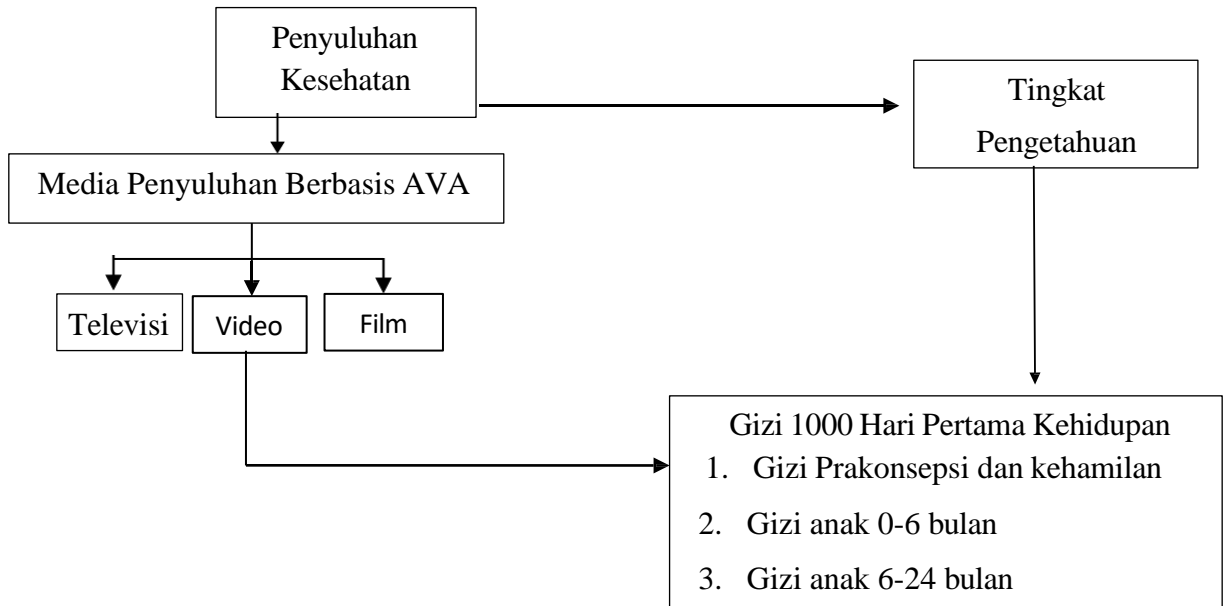 Penyuluhan
Kesehatan
Tingkat
Pengetahuan
Media Penyuluhan Berbasis AVA
Televisi
Video
Film
Gizi 1000 Hari Pertama Kehidupan
1. Gizi Prakonsepsi dan kehamilan
2. Gizi anak 0-6 bulan
3. Gizi anak 6-24 bulan